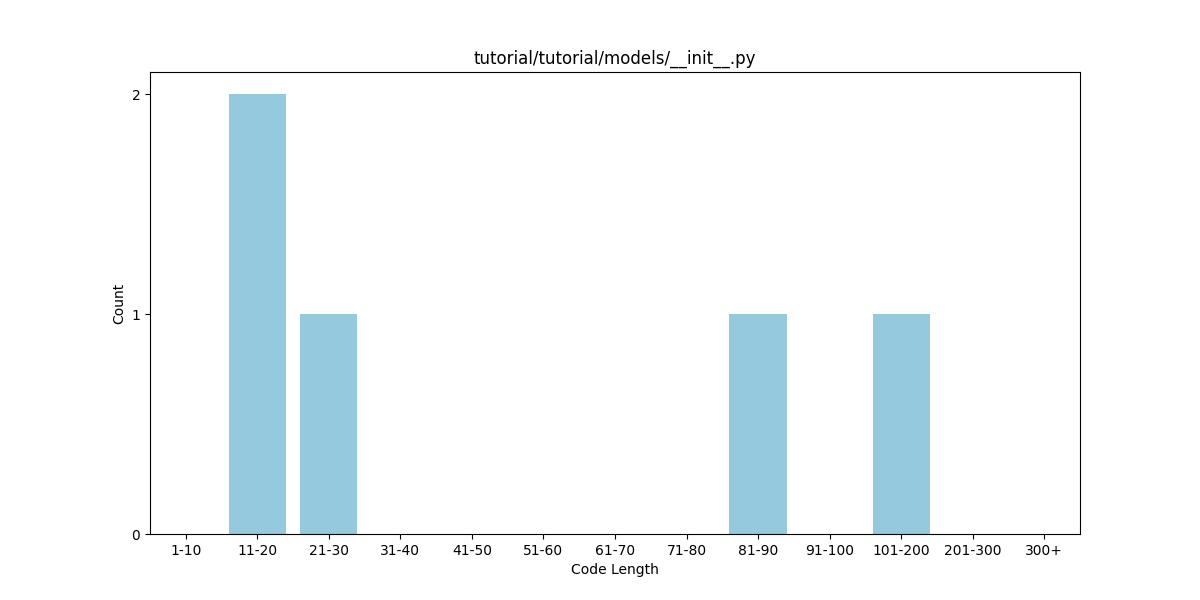 tutorial/tutorial/models/__init__.py
Count
2
1
0
1-10 11-20 21-30 31-40 41-50 51-60 61-70 71-80 81-90 91-100 101-200 201-300 300+
Code Length